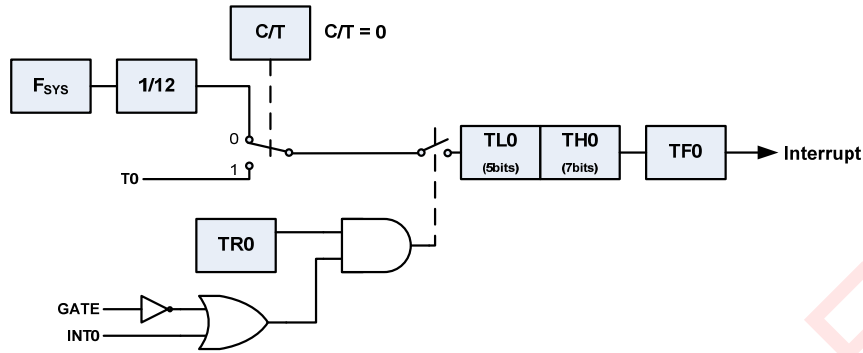 C/T
C/T = 0
FSYS
1/12
0
1
T0
TL0
(5bits)
TH0
(7bits)
TF0
Interrupt
TR0
GATE
INT0